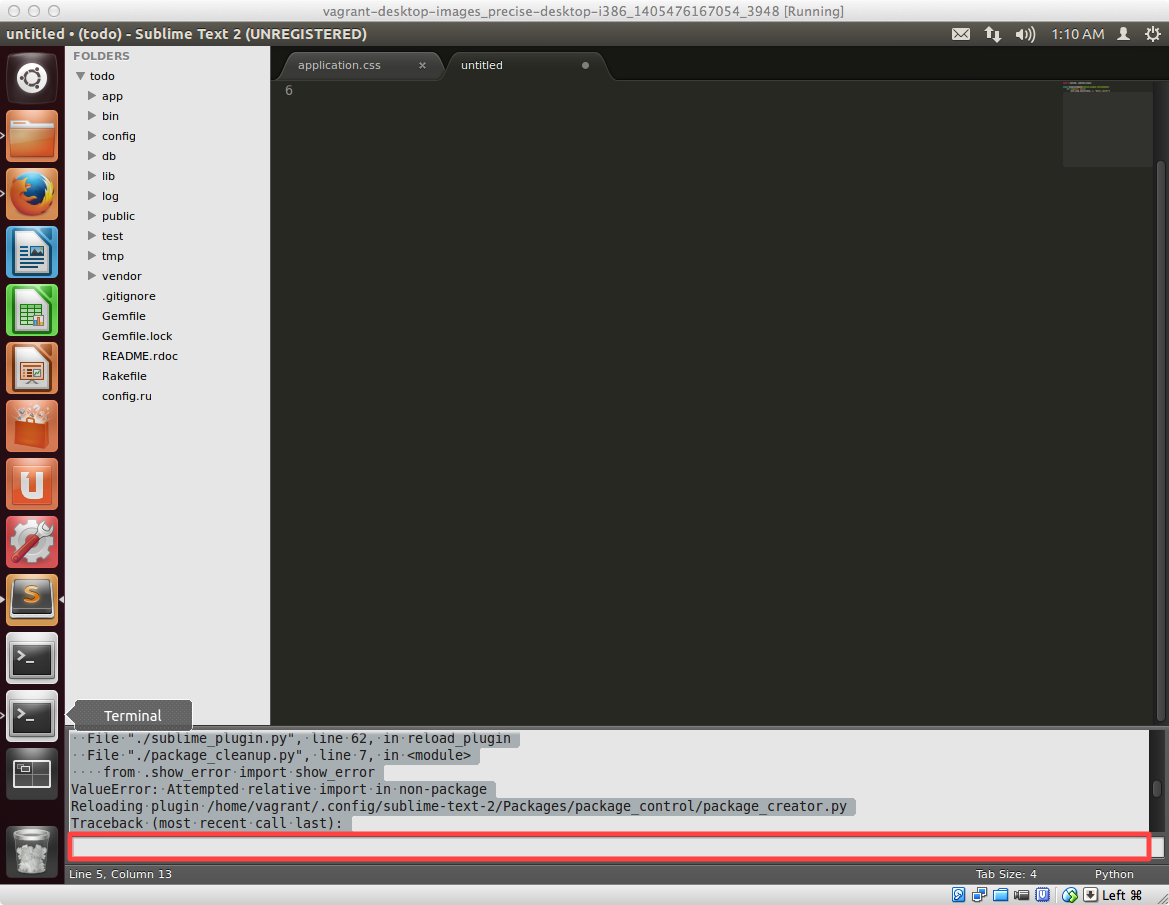 vagrant-desktop-images_precise-desktop-i386_1405476167054_3948 [Running]
untitled • (todo) - Sublime Text 2 (UNREGISTERED)
1:10 AM
FOLDERS
todo
app
bin
config
db
lib
log
public
test
tmp
vendor
.gitignore
Gemfile
Gemfile.lock
README.rdoc
Rakefile
config.ru
application.css
untitled
6
Terminal
File "./sublime_plugin.py", line 62, in reload_plugin
File "./package_cleanup.py", line 7, in <module>
from .show_error import show_error
ValueError: Attempted relative import in non-package
Reloading plugin /home/vagrant/.config/sublime-text-2/Packages/package_control/package_creator.py
Traceback (most recent call last):
Line 5, Column 13
Tab Size: 4
Python
Left ⌘